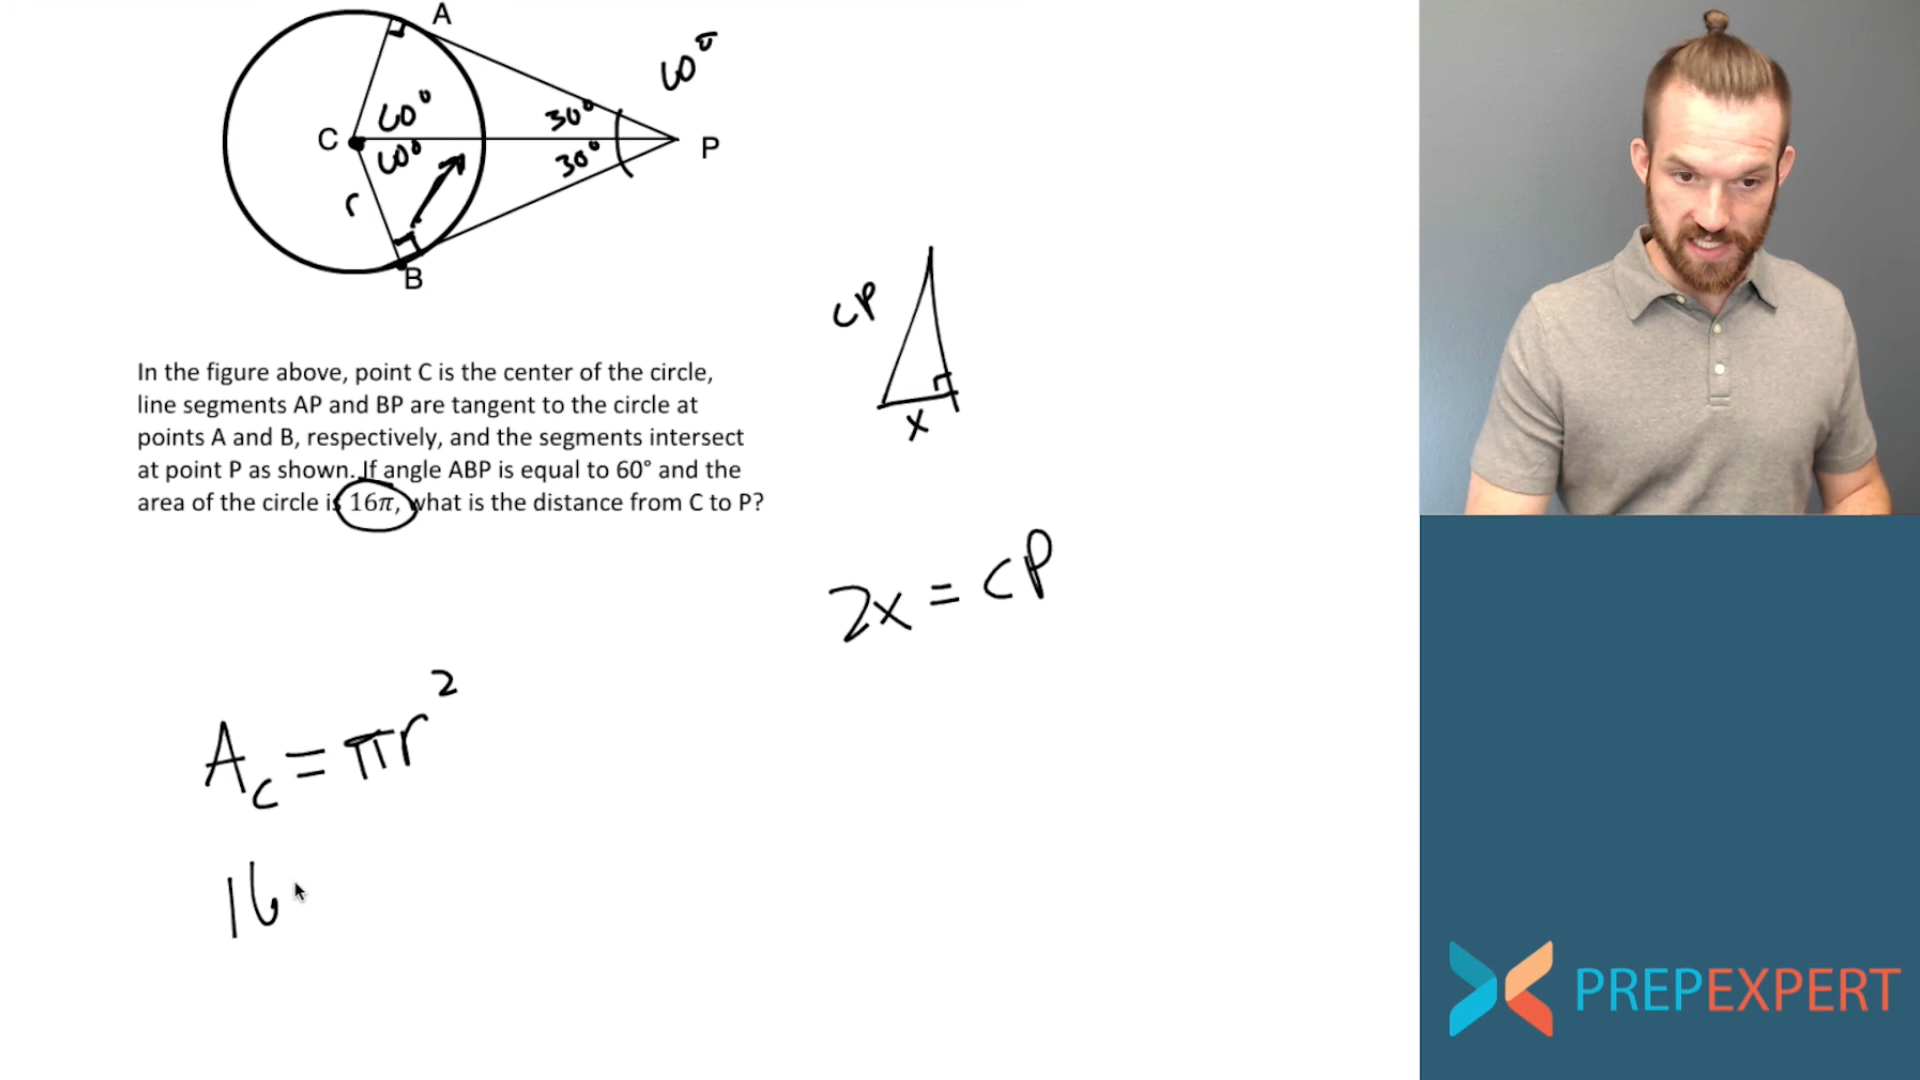 A
60°
60°
30°
C
60°
30°
P
r
B
CP
x
In the figure above, point C is the center of the circle,
line segments AP and BP are tangent to the circle at
points A and B, respectively, and the segments intersect
at point P as shown. If angle ABP is equal to 60° and the
area of the circle is 16π, what is the distance from C to P?
2x = CP
A_c = πr²
16
PREPEXPERT